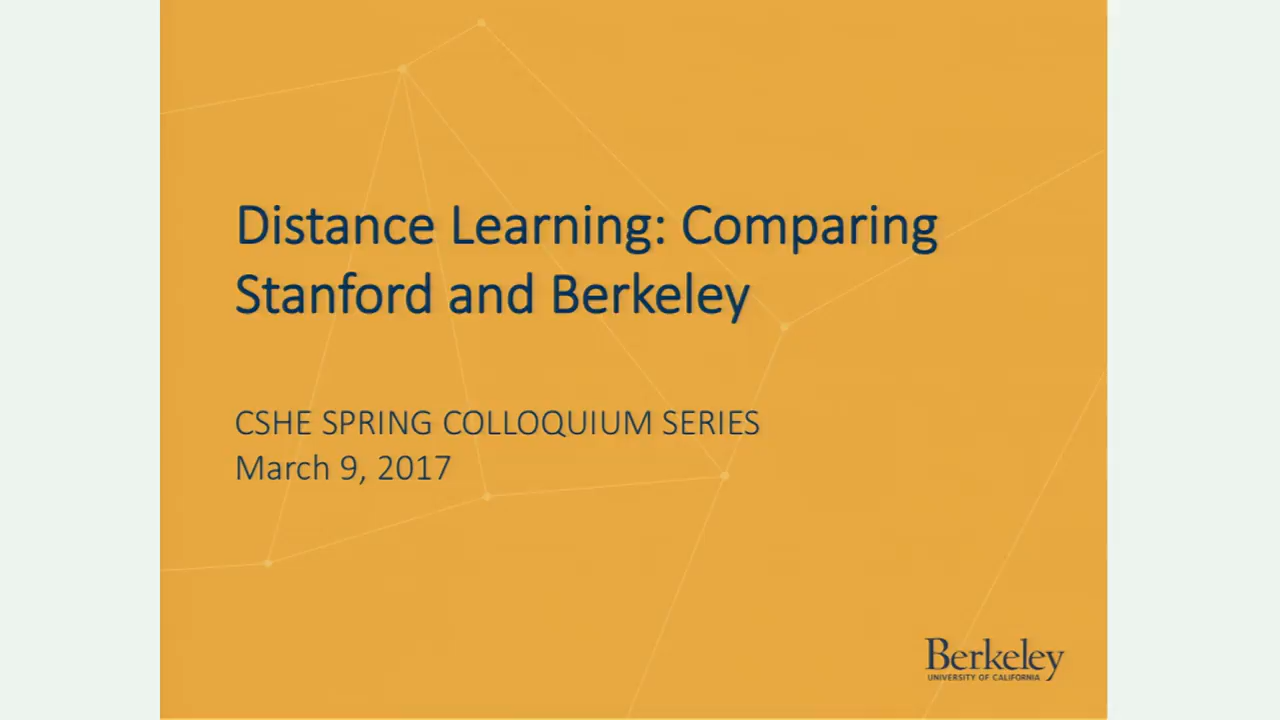 Distance Learning: Comparing
Stanford and Berkeley
CSHE SPRING COLLOQUIUM SERIES
March 9, 2017
Berkeley
UNIVERSITY OF CALIFORNIA